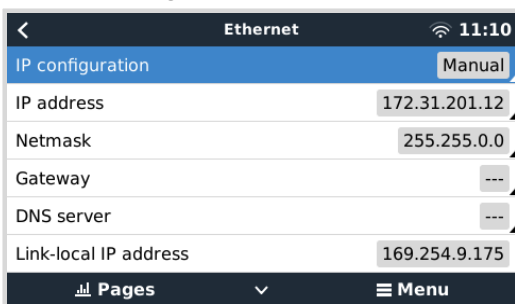 Ethernet 11:10
IP configuration Manual
IP address 172.31.201.12
Netmask 255.255.0.0
Gateway ---
DNS server ---
Link-local IP address 169.254.9.175
Pages Menu